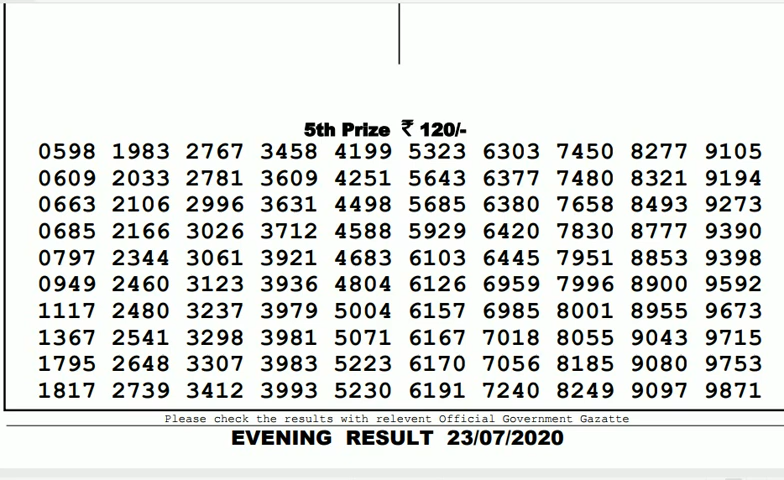 5th Prize ₹ 120/-
0598 1983 2767 3458 4199 5323 6303 7450 8277 9105
0609 2033 2781 3609 4251 5643 6377 7480 8321 9194
0663 2106 2996 3631 4498 5685 6380 7658 8493 9273
0685 2166 3026 3712 4588 5929 6420 7830 8777 9390
0797 2344 3061 3921 4683 6103 6445 7951 8853 9398
0949 2460 3123 3936 4804 6126 6959 7996 8900 9592
1117 2480 3237 3979 5004 6157 6985 8001 8955 9673
1367 2541 3298 3981 5071 6167 7018 8055 9043 9715
1795 2648 3307 3983 5223 6170 7056 8185 9080 9753
1817 2739 3412 3993 5230 6191 7240 8249 9097 9871
Please check the results with relevent Official Government Gazatte
EVENING RESULT 23/07/2020